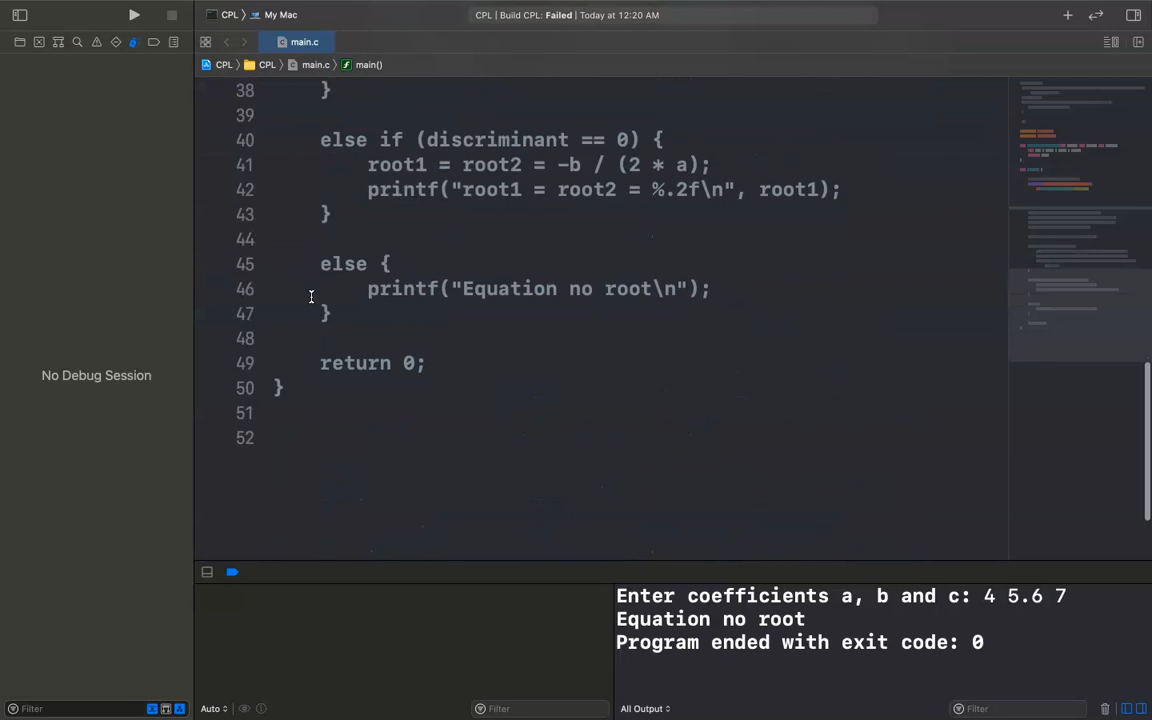 CPL 〉 My Mac
CPL | Build CPL: Failed | Today at 12:20 AM
main.c
CPL 〉 CPL 〉 main.c 〉 main()
38 }
39
40 else if (discriminant == 0) {
41 root1 = root2 = -b / (2 * a);
42 printf("root1 = root2 = %.2f\n", root1);
43 }
44
45 else {
46 printf("Equation no root\n");
47 }
48
49 return 0;
50 }
51
52
No Debug Session
Enter coefficients a, b and c: 4 5.6 7
Equation no root
Program ended with exit code: 0
Filter
Auto
Filter
All Output
Filter